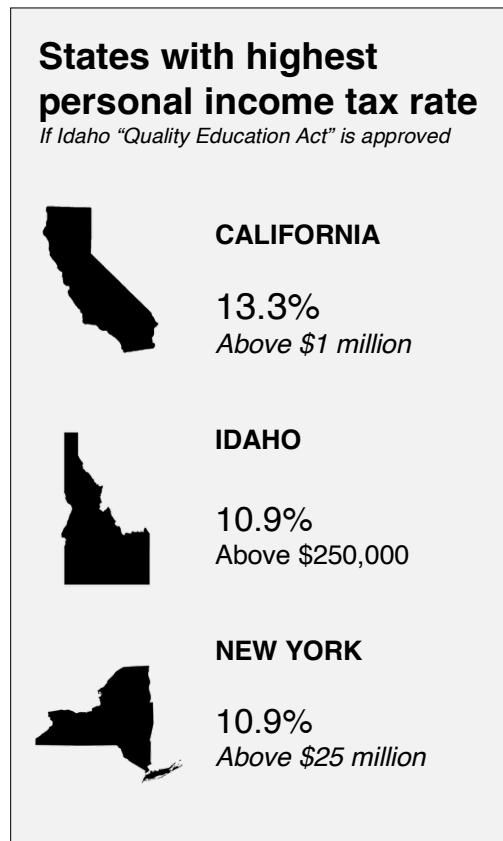 States with highest
personal income tax rate
If Idaho “Quality Education Act” is approved
CALIFORNIA
13.3%
Above $1 million
IDAHO
10.9%
Above $250,000
NEW YORK
10.9%
Above $25 million